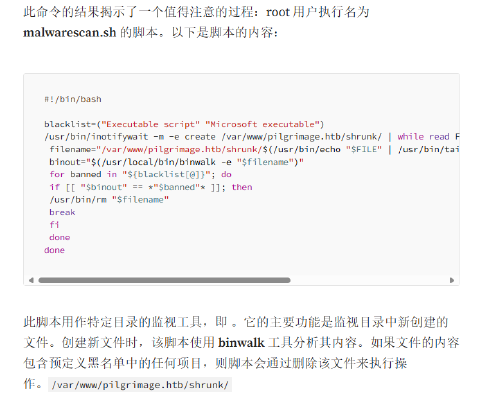 此命令的结果揭示了一个值得注意的过程：root 用户执行名为
malwarescan.sh 的脚本。以下是脚本的内容：
#!/bin/bash
blacklist=("Executable script" "Microsoft executable")
/usr/bin/inotifywait -m -e create /var/www/pilgrimage.htb/shrunk/ | while read F
filename="/var/www/pilgrimage.htb/shrunk/$(/usr/bin/echo "$FILE" | /usr/bin/tai
binout="$(/usr/local/bin/binwalk -e "$filename")"
for banned in "${blacklist[@]}"; do
if [[ "$binout" == *"$banned"* ]]; then
/usr/bin/rm "$filename"
break
fi
done
done
此脚本用作特定目录的监视工具，即 。它的主要功能是监视目录中新创建的
文件。创建新文件时，该脚本使用 binwalk 工具分析其内容。如果文件的内容
包含预定义黑名单中的任何项目，则脚本会通过删除该文件来执行操
作。 /var/www/pilgrimage.htb/shrunk/